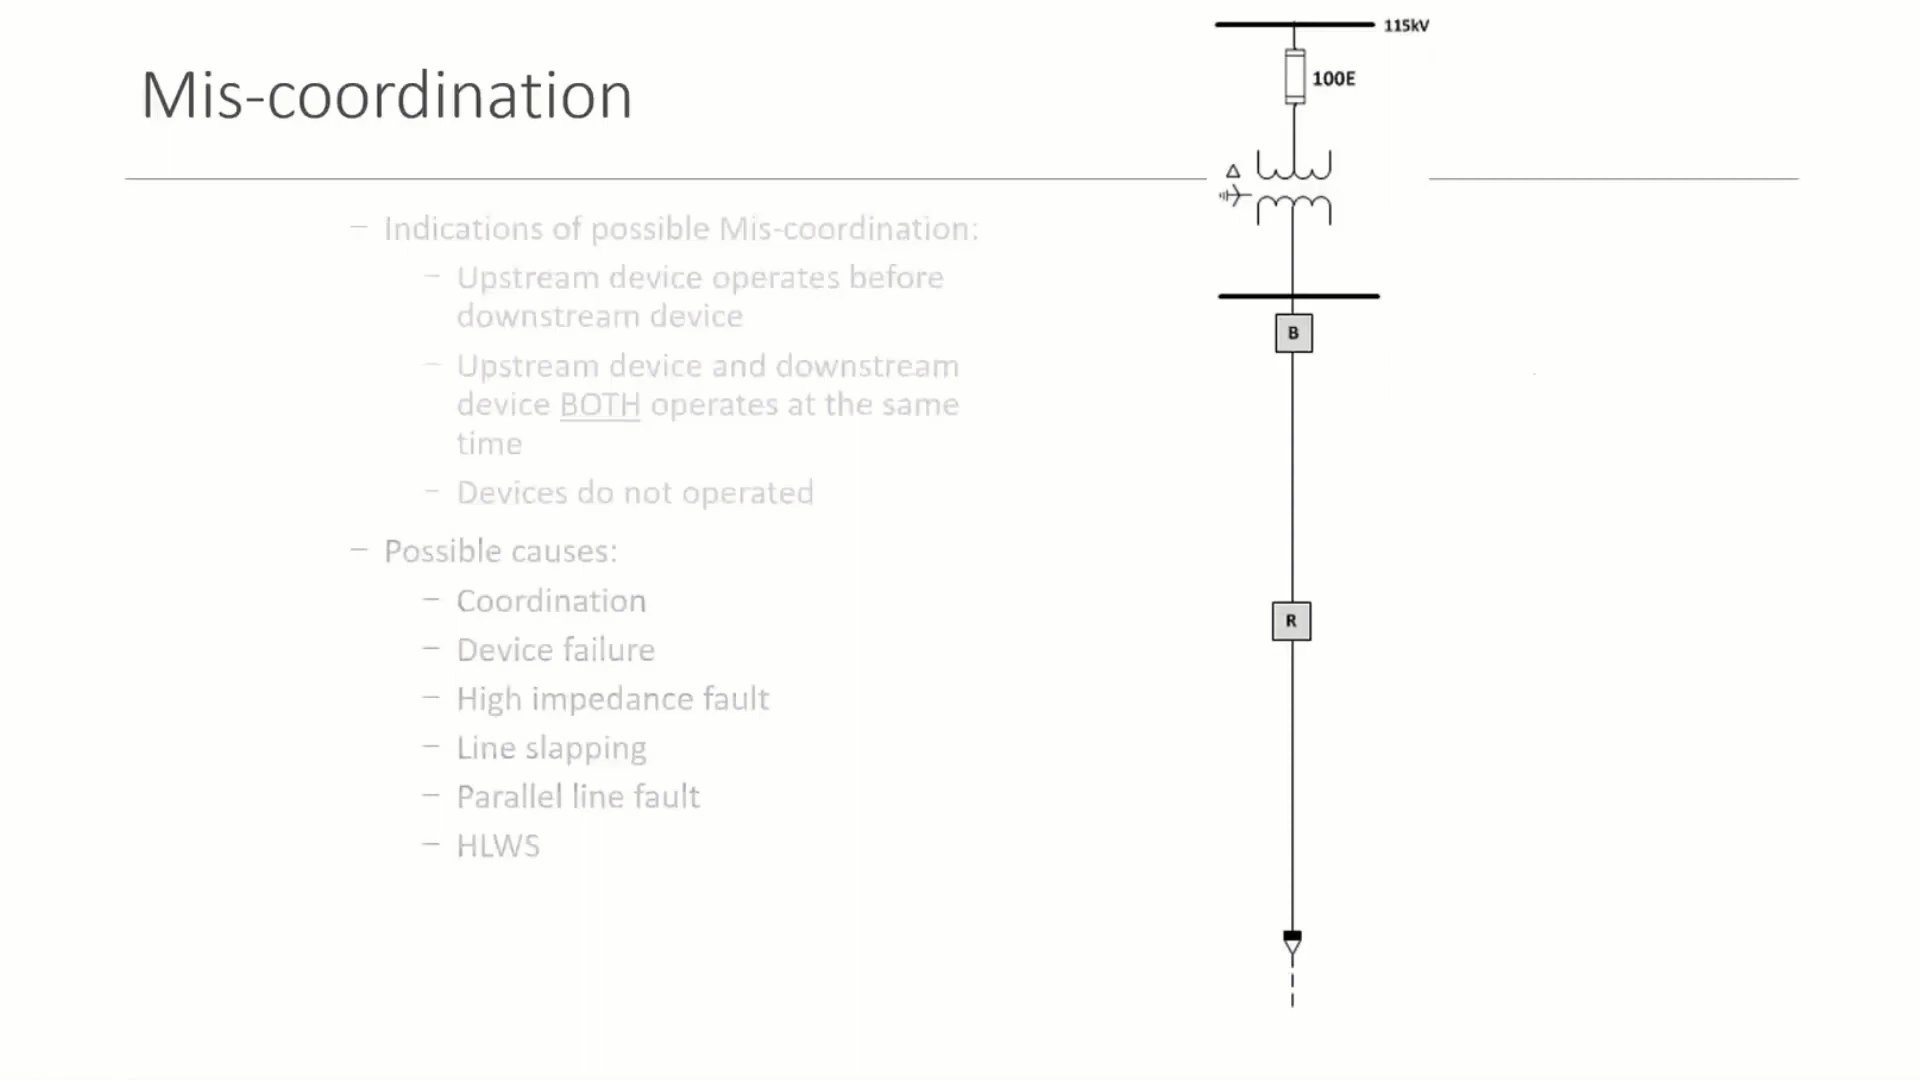 Mis-coordination
– Indications of possible Mis-coordination:
– Upstream device operates before
downstream device
– Upstream device and downstream
device BOTH operates at the same
time
– Devices do not operated
– Possible causes:
– Coordination
– Device failure
– High impedance fault
– Line slapping
– Parallel line fault
– HLWS
115kV
100E
B
R